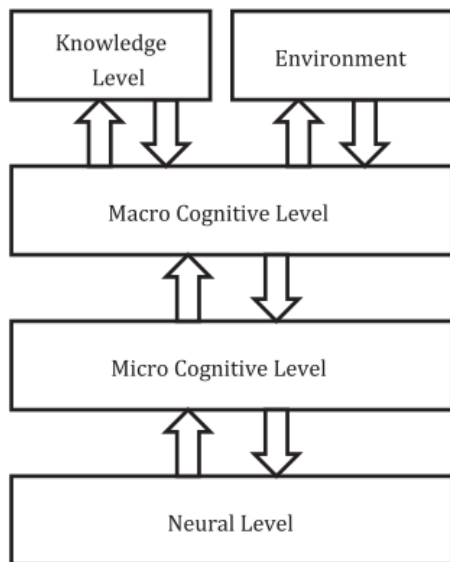 Knowledge
Level
Environment
Macro Cognitive Level
Micro Cognitive Level
Neural Level